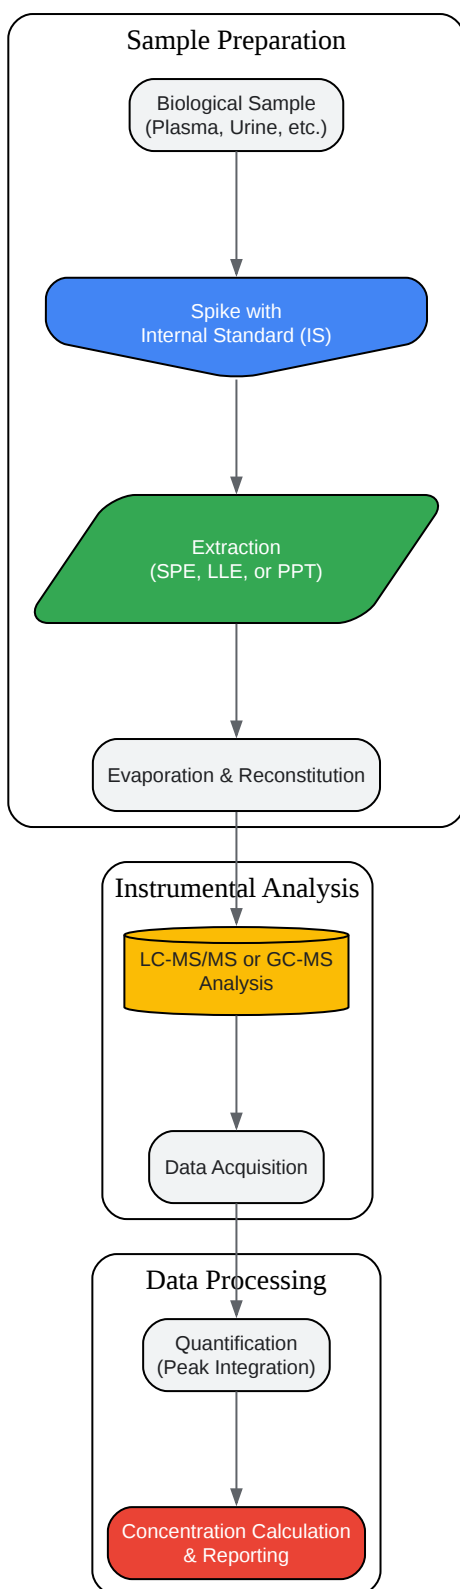 Sample Preparation
Biological Sample
(Plasma, Urine, etc.)
Spike with
Internal Standard (IS)
Extraction
(SPE, LLE, or PPT)
Evaporation & Reconstitution
Instrumental Analysis
LC-MS/MS or GC-MS
Analysis
Data Acquisition
Data Processing
Quantification
(Peak Integration)
Concentration Calculation
& Reporting